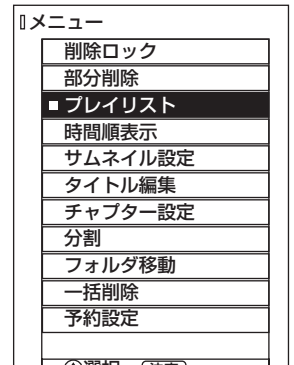 メニュー
削除ロック
部分削除
プレイリスト
時間順表示
サムネイル設定
タイトル編集
チャプター設定
分割
フォルダ移動
一括削除
予約設定
選択